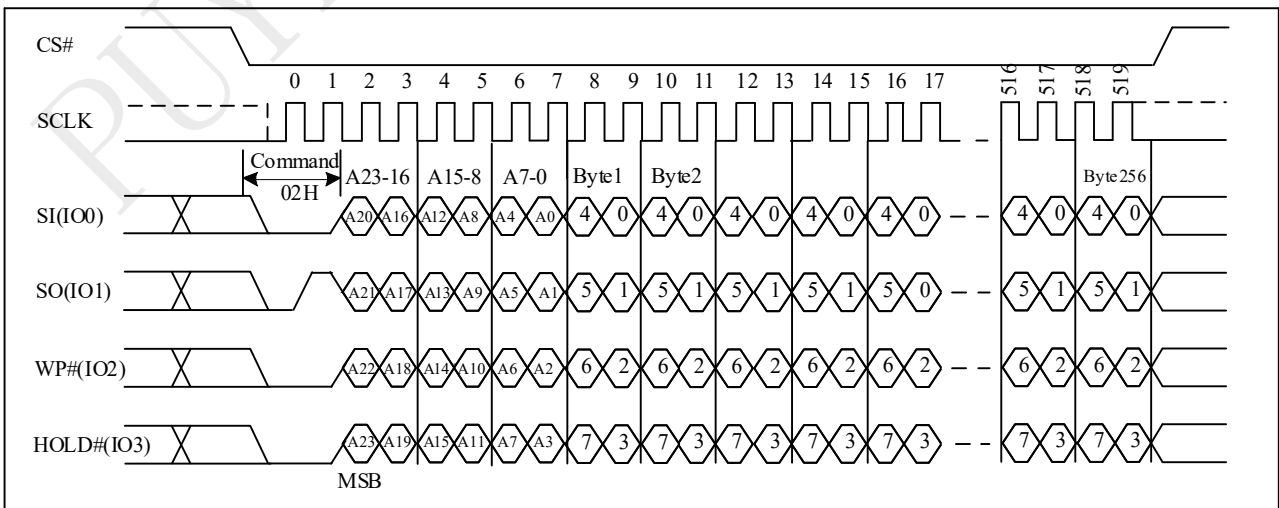 PUY
CS#
0 1 2 3 4 5 6 7 8 9 10 11 12 13 14 15 16 17 516 517 518 519
SCLK
Command A23-16 A15-8 A7-0 Byte1 Byte2 Byte256
02H
SI(IO0) A20 A16 A12 A8 A4 A0 4 0 4 0 4 0 4 0 4 0 4 0 4 0
SO(IO1) A21 A17 A13 A9 A5 A1 5 1 5 1 5 1 5 1 5 0 5 1 5 1
WP#(IO2) A22 A18 A14 A10 A6 A2 6 2 6 2 6 2 6 2 6 2 6 2 6 2
HOLD#(IO3) A23 A19 A15 A11 A7 A3 7 3 7 3 7 3 7 3 7 3 7 3 7 3
MSB